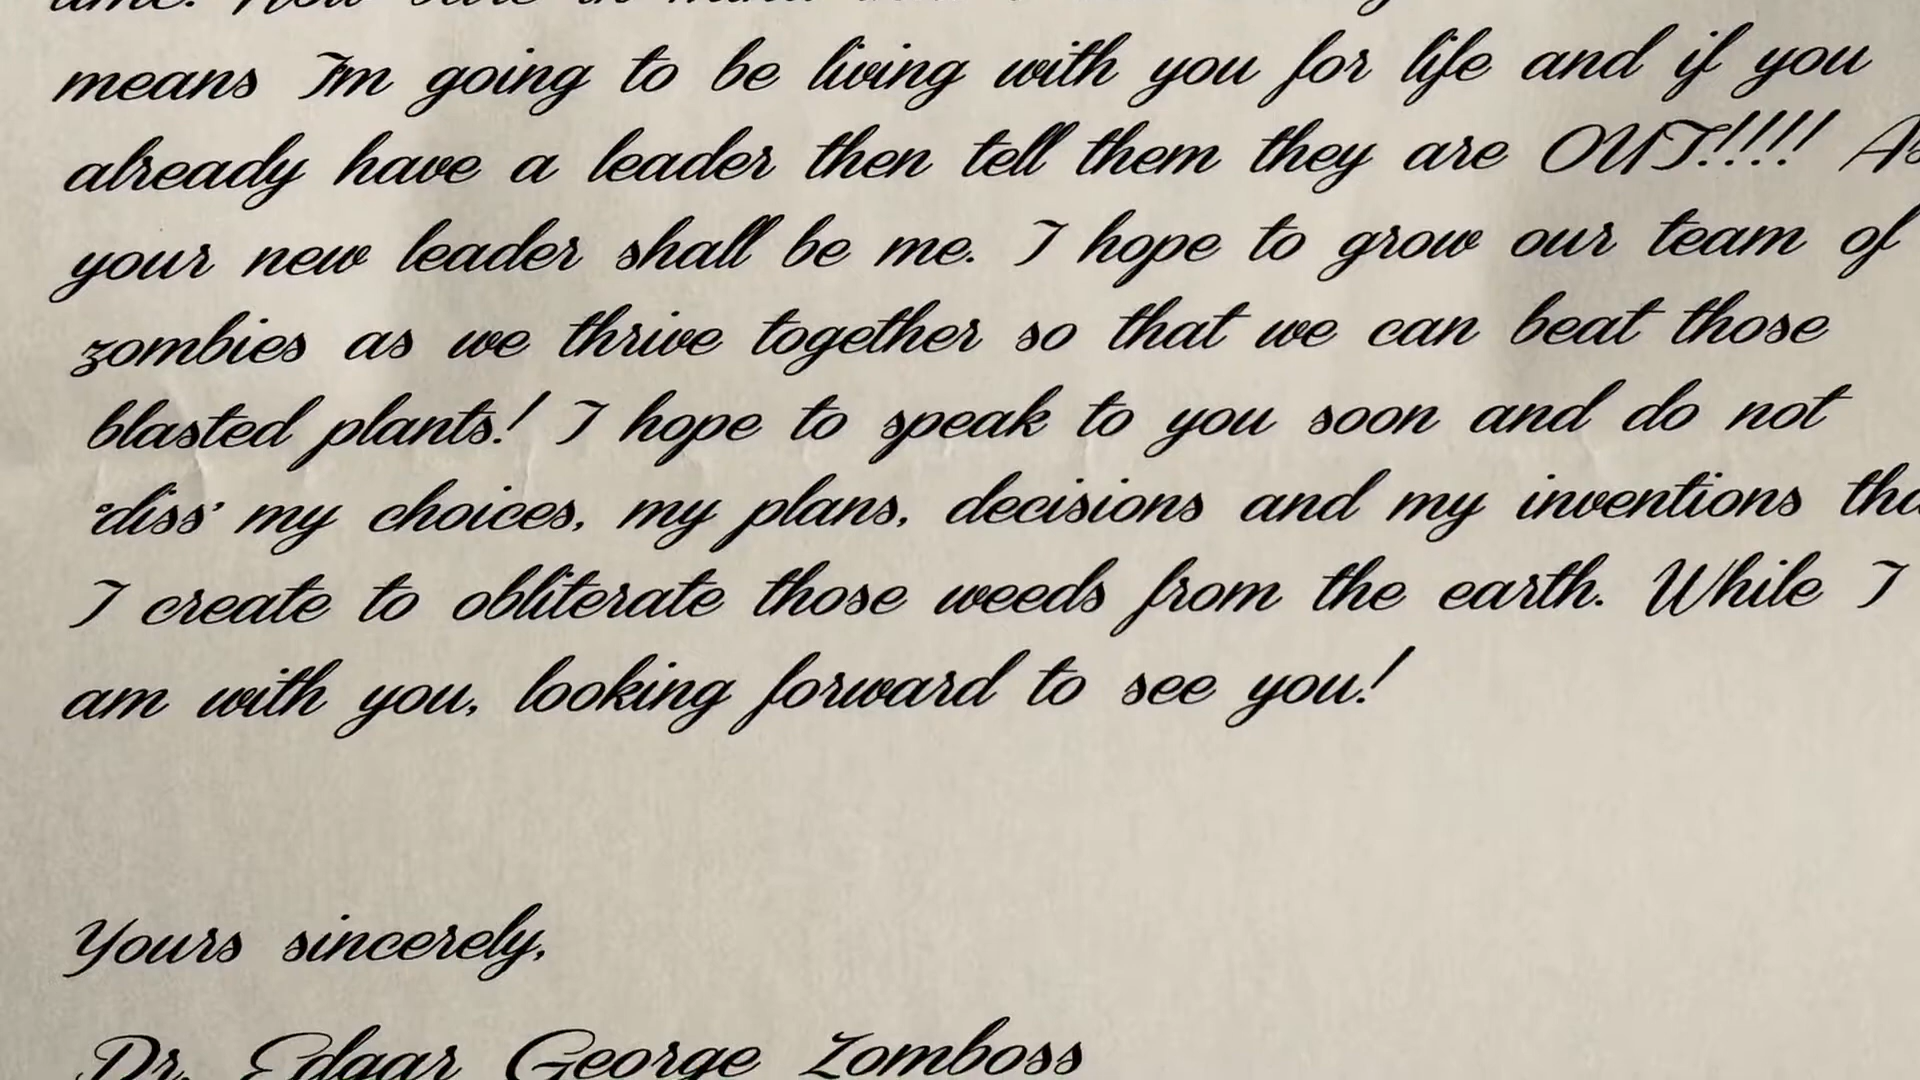 means I'm going to be living with you for life and if you
already have a leader then tell them they are OUT!!!! As
your new leader shall be me. I hope to grow our team of
zombies as we thrive together so that we can beat those
blasted plants! I hope to speak to you soon and do not
'diss' my choices, my plans, decisions and my inventions
I create to obliterate those weeds from the earth. While I
am with you, looking forward to see you!
Yours sincerely,
Dr. Edgar George Zomboss